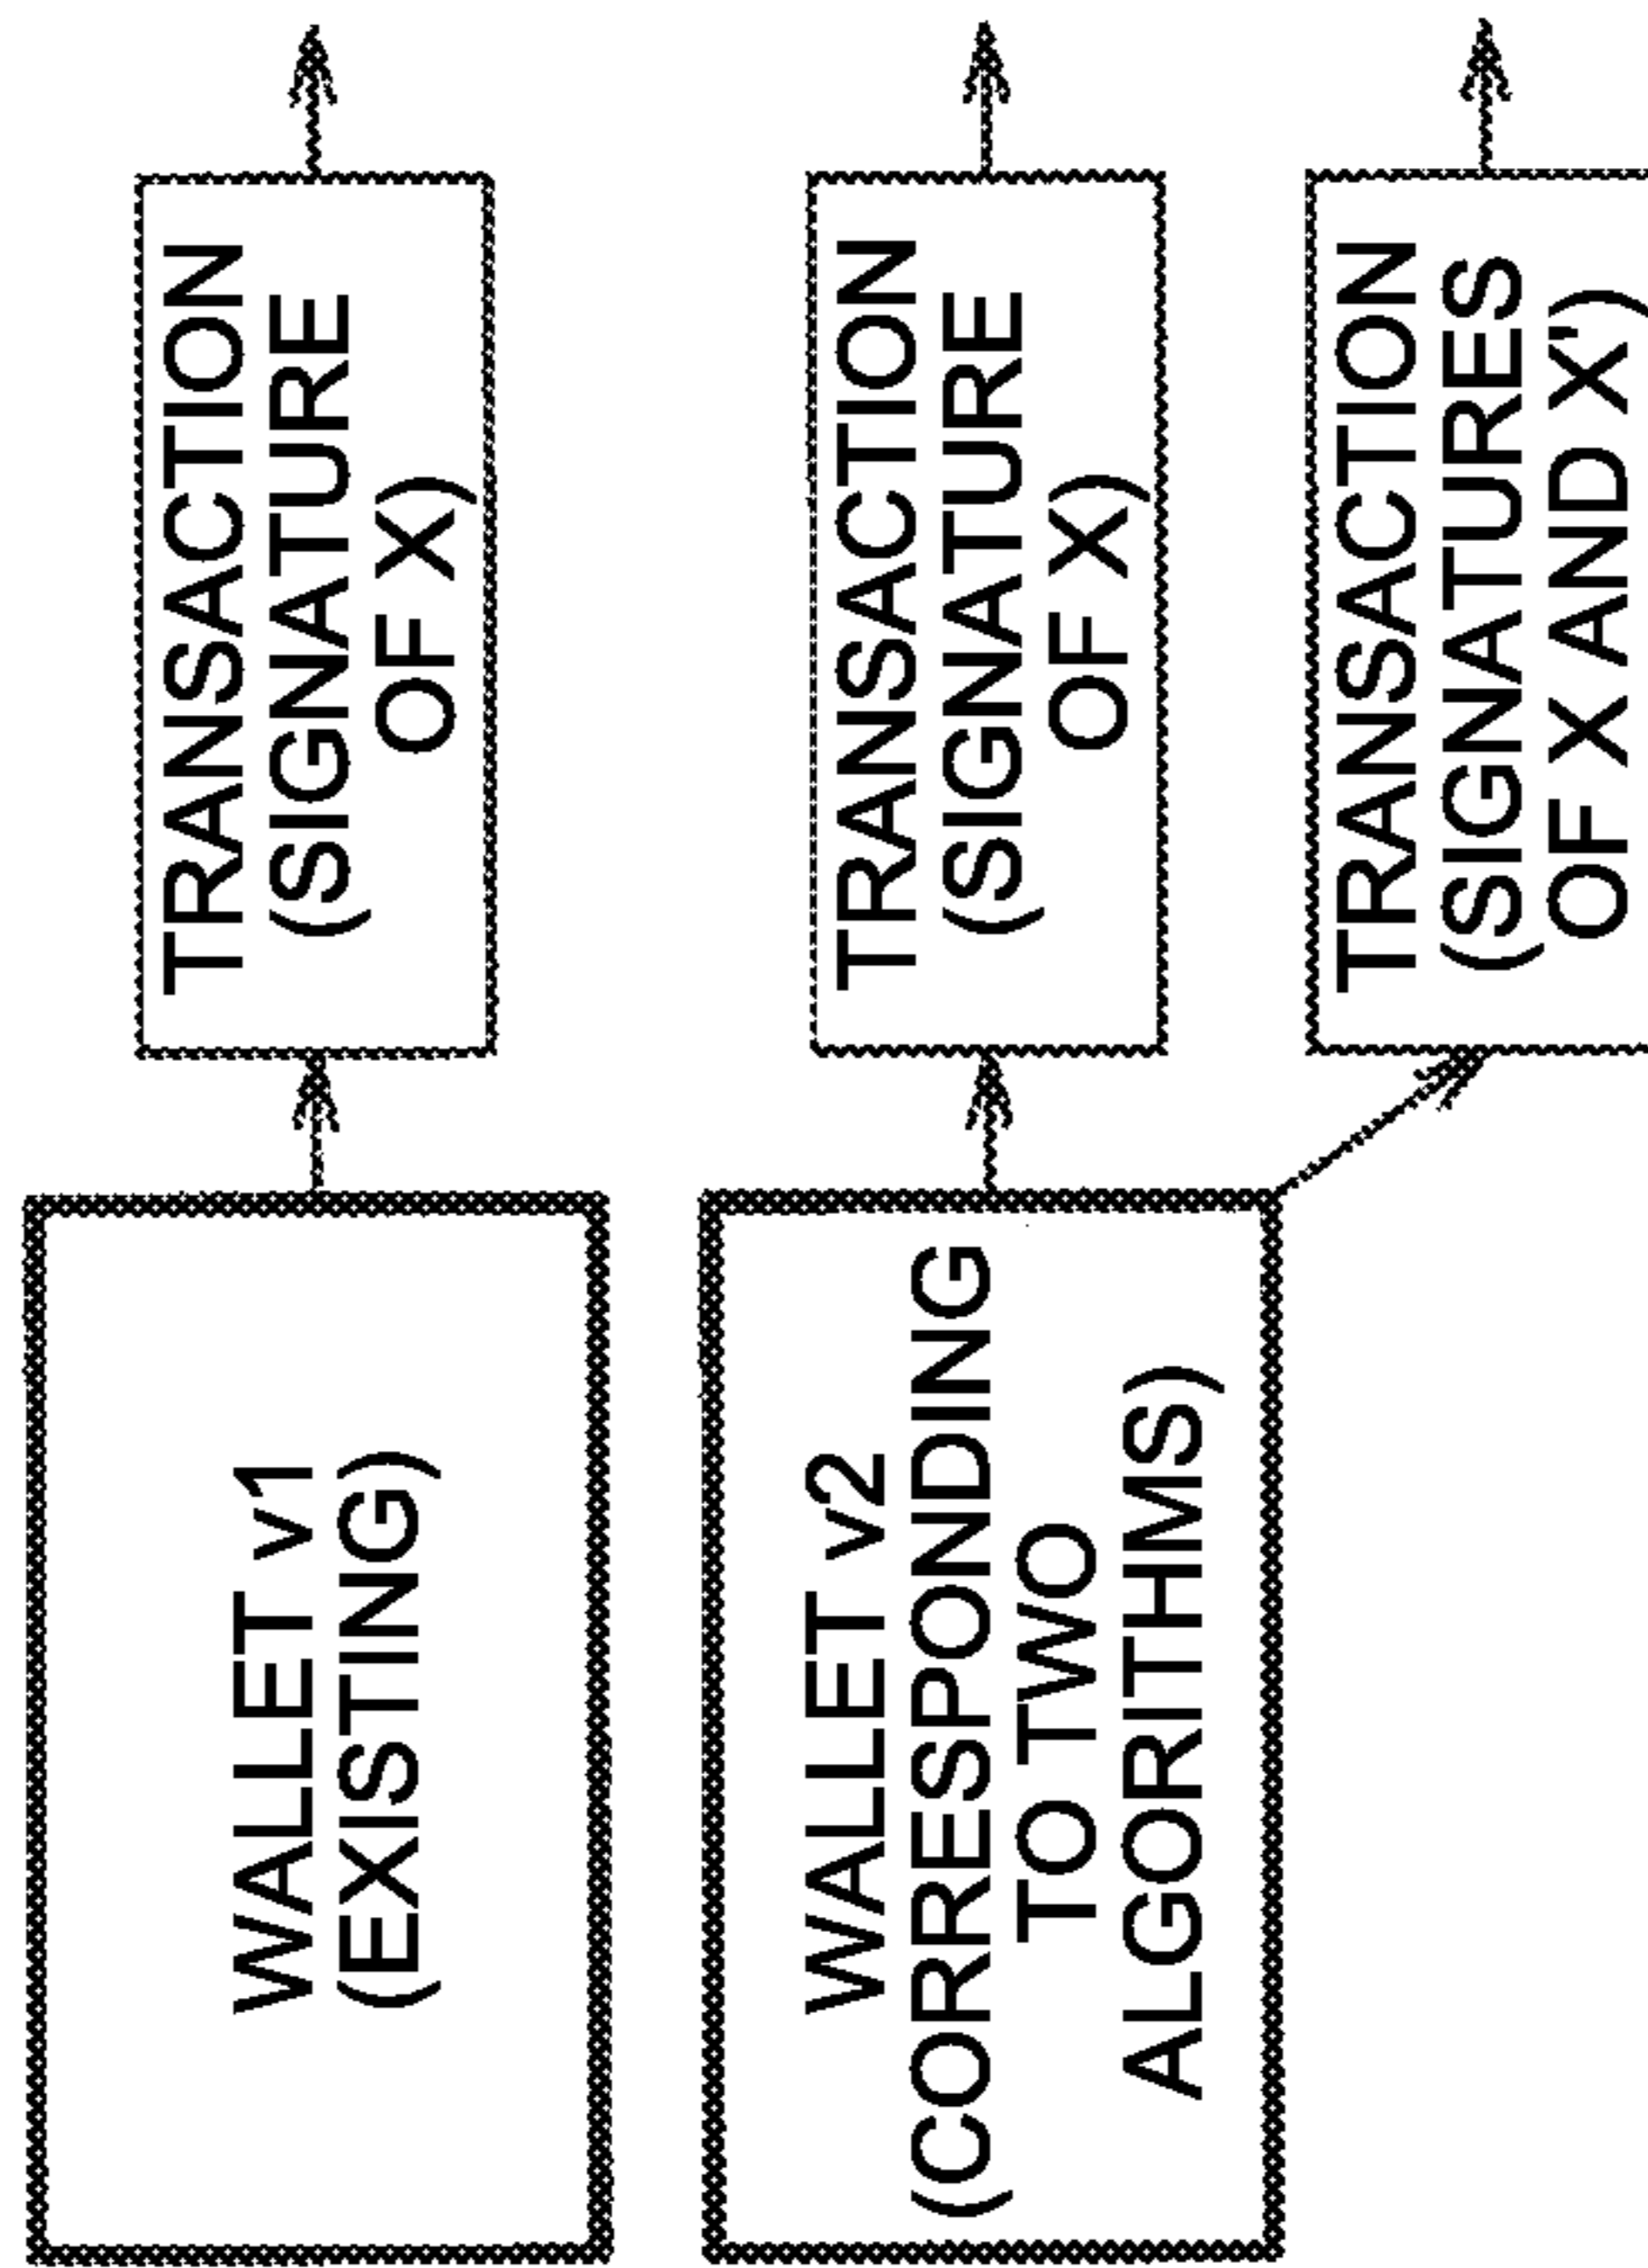 WALLET v1
(EXISTING)
TRANSACTION
(SIGNATURE
OF X)
WALLET v2
(CORRESPONDING
TO TWO
ALGORITHMS)
TRANSACTION
(SIGNATURE
OF X)
TRANSACTION
(SIGNATURES
OF X AND X')